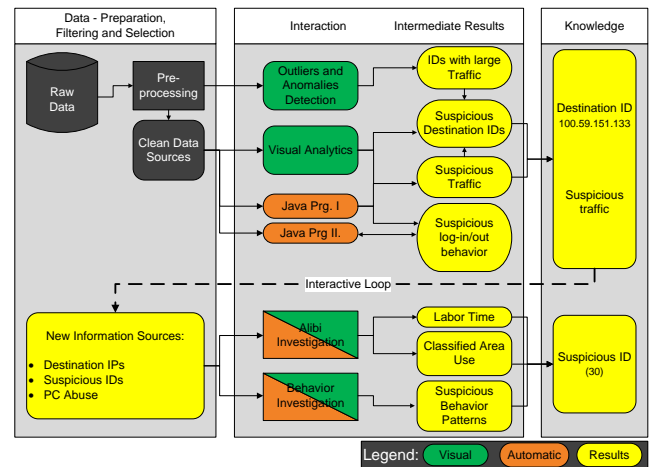 Data - Preparation,
Filtering and Selection
Interaction
Intermediate Results
Knowledge
Raw
Data
Pre-
processing
Clean Data
Sources
Outliers and
Anomalies
Detection
Visual Analytics
Java Prg. I
Java Prg II.
IDs with large
Traffic
Suspicious
Destination IDs
Suspicious
Traffic
Suspicious
log-in/out
behavior
Destination ID
100.59.151.133
Suspicious
traffic
Interactive Loop
New Information Sources:
• Destination IPs
• Suspicious IDs
• PC Abuse
Alibi
Investigation
Behavior
Investigation
Labor Time
Classified Area
Use
Suspicious
Behavior
Patterns
Suspicious ID
(30)
Legend: Visual Automatic Results